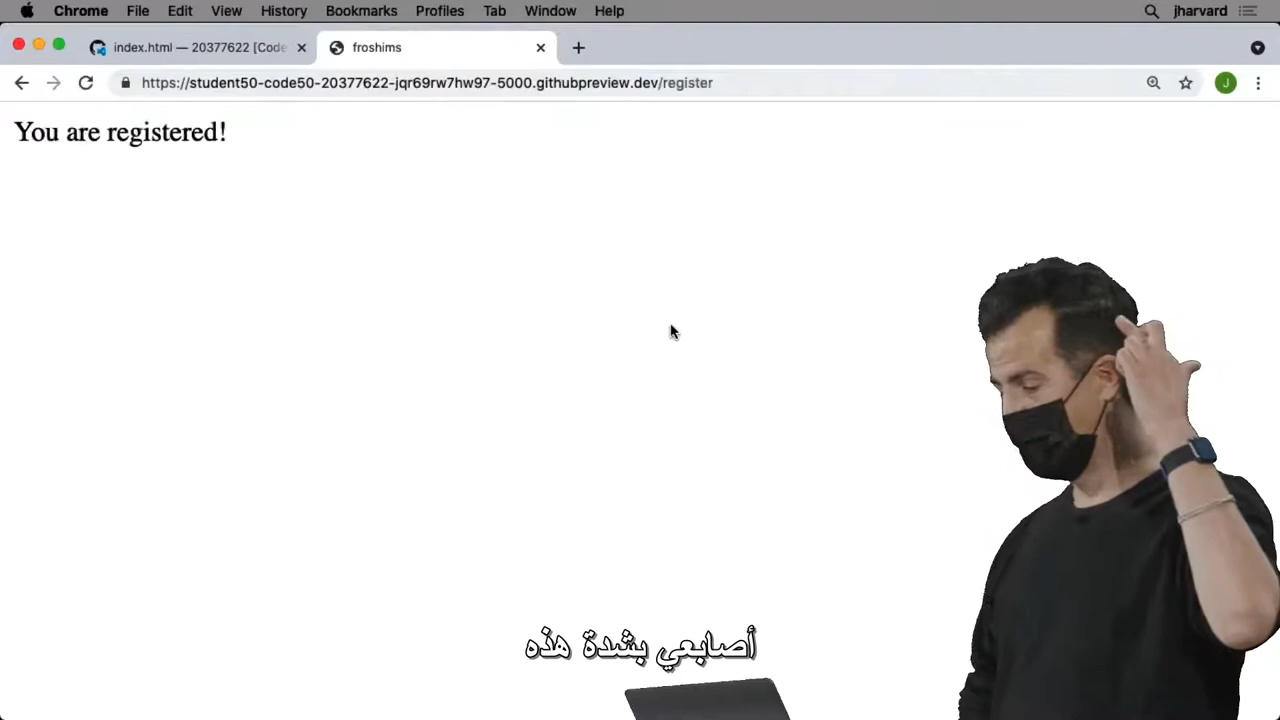 Chrome File Edit View History Bookmarks Profiles Tab Window Help jharvard
index.html — 20377622 [Code froshims
https://student50-code50-20377622-jqr69rw7hw97-5000.githubpreview.dev/register J
You are registered!
أصابعي بشدة هذه